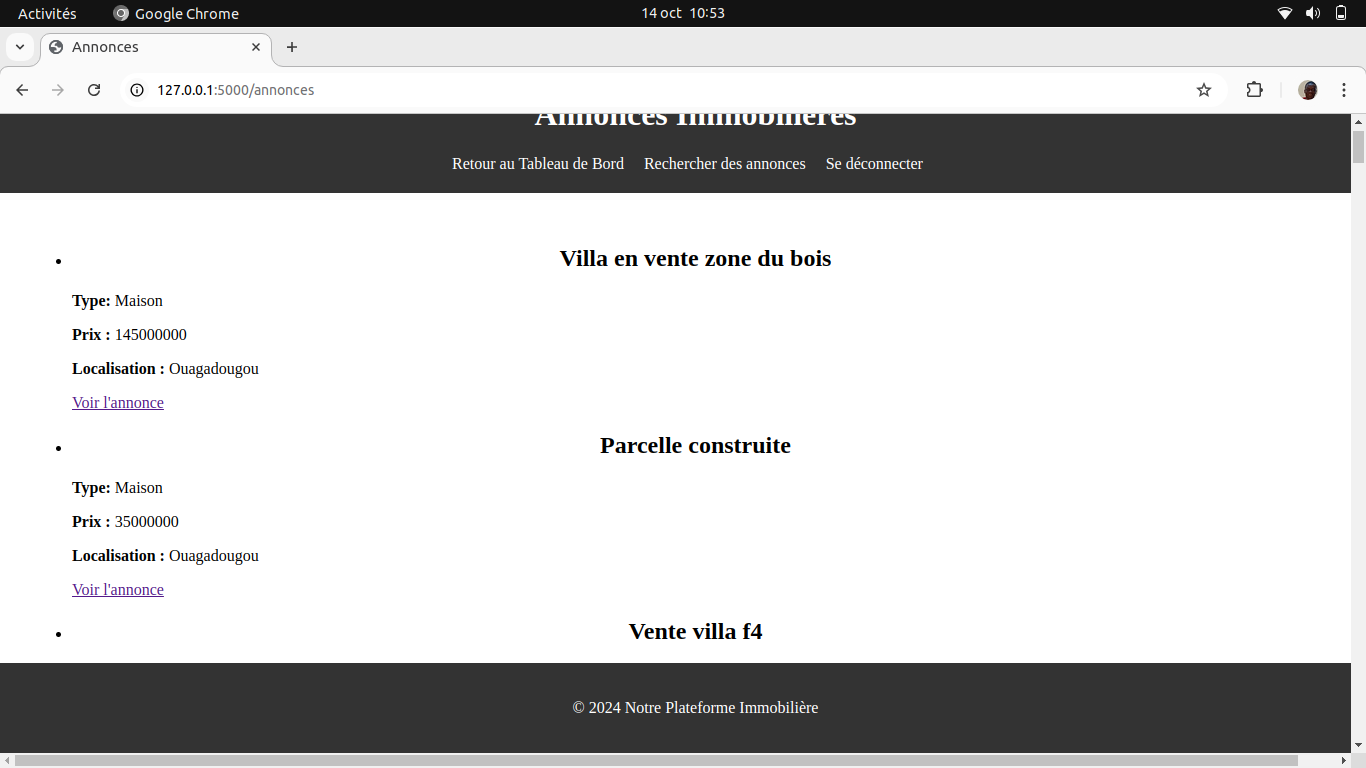 Activités Google Chrome 14 oct 10:53
Annonces
127.0.0.1:5000/annonces
Annonces Immobilières
Retour au Tableau de Bord Rechercher des annonces Se déconnecter
Villa en vente zone du bois
Type: Maison
Prix : 145000000
Localisation : Ouagadougou
Voir l'annonce
Parcelle construite
Type: Maison
Prix : 35000000
Localisation : Ouagadougou
Voir l'annonce
Vente villa f4
© 2024 Notre Plateforme Immobilière